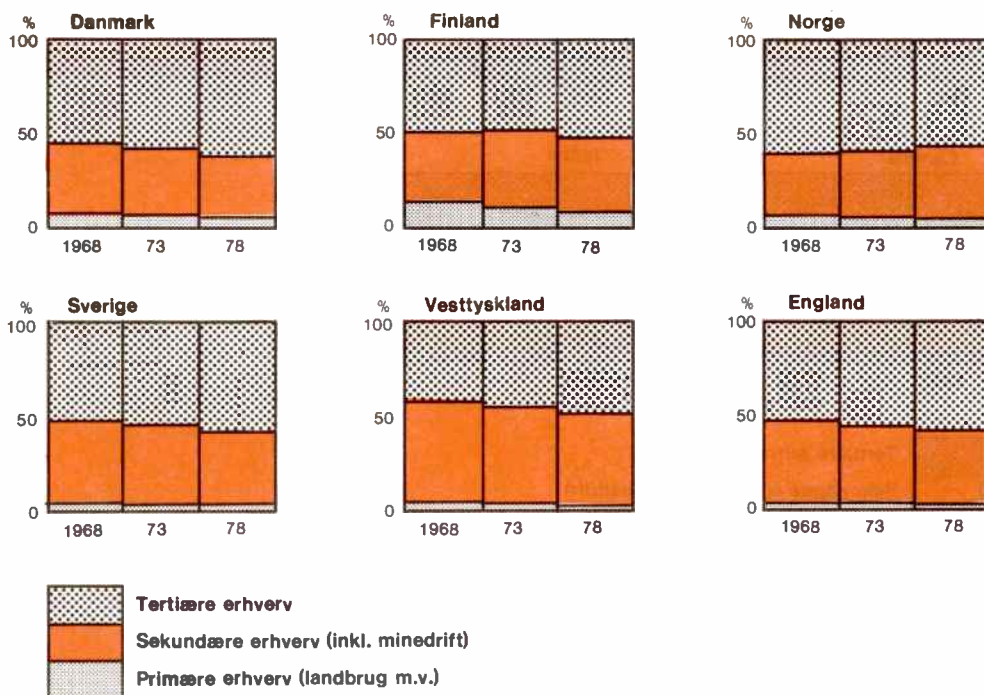 % Danmark
100
50
0
1968 73 78
% Finland
100
50
0
1968 73 78
% Norge
100
50
0
1968 73 78
% Sverige
100
50
0
1968 73 78
% Vesttyskland
100
50
0
1968 73 78
% England
100
50
0
1968 73 78
Tertiære erhverv
Sekundære erhverv (inkl. minedrift)
Primære erhverv (landbrug m.v.)